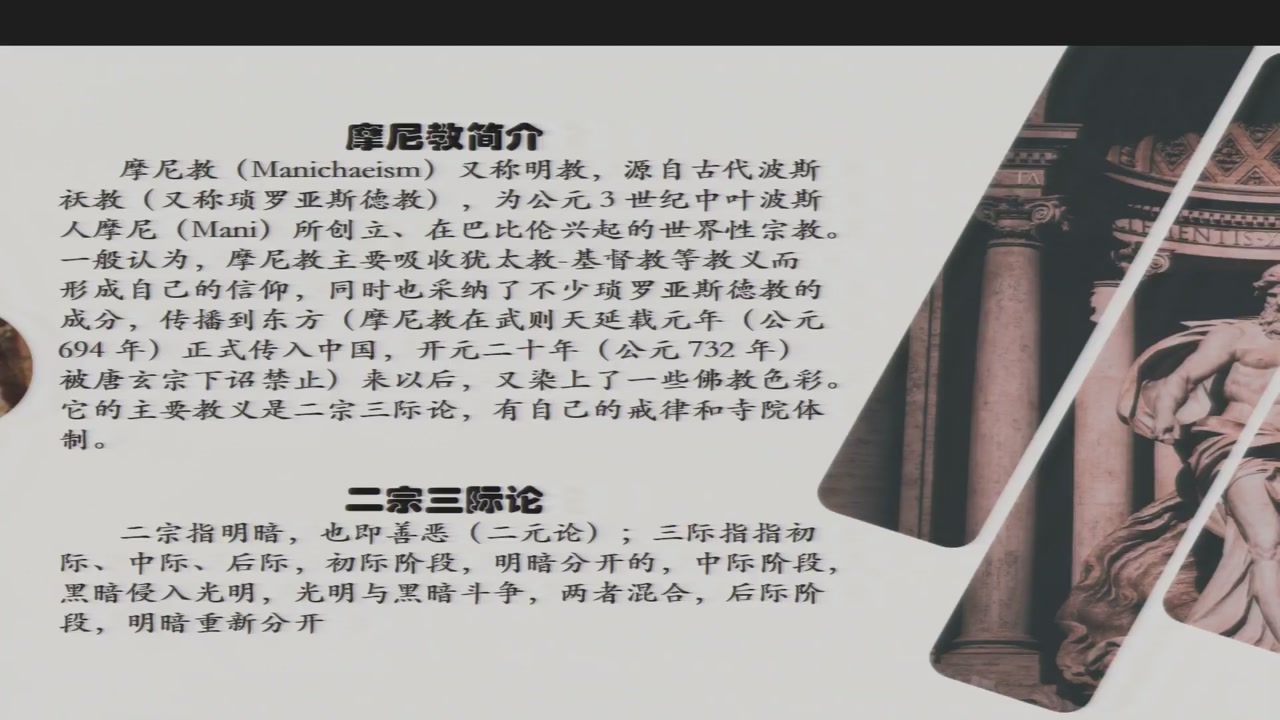 摩尼教简介
摩尼教（Manichaeism）又称明教，源自古代波斯
祆教（又称琐罗亚斯德教），为公元3世纪中叶波斯
人摩尼（Mani）所创立、在巴比伦兴起的世界性宗教。
一般认为，摩尼教主要吸收犹太教-基督教等教义而
形成自己的信仰，同时也采纳了不少琐罗亚斯德教的
成分，传播到东方（摩尼教在武则天延载元年（公元
694 年）正式传入中国，开元二十年（公元732 年）
被唐玄宗下诏禁止）来以后，又染上了一些佛教色彩。
它的主要教义是二宗三际论，有自己的戒律和寺院体
制。
二宗三际论
二宗指明暗，也即善恶（二元论）；三际指指初
际、中际、后际，初际阶段，明暗分开的，中际阶段，
黑暗侵入光明，光明与黑暗斗争，两者混合，后际阶
段，明暗重新分开